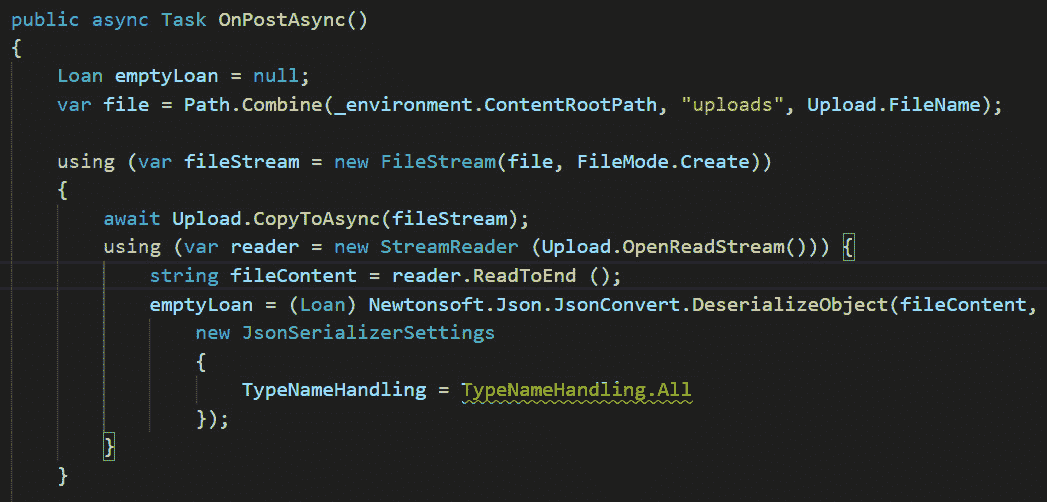 public async Task OnPostAsync()
{
    Loan emptyLoan = null;
    var file = Path.Combine(_environment.ContentRootPath, "uploads", Upload.FileName);

    using (var fileStream = new FileStream(file, FileMode.Create))
    {
        await Upload.CopyToAsync(fileStream);
        using (var reader = new StreamReader (Upload.OpenReadStream())) {
            string fileContent = reader.ReadToEnd ();
            emptyLoan = (Loan) Newtonsoft.Json.JsonConvert.DeserializeObject(fileContent,
                new JsonSerializerSettings
                {
                    TypeNameHandling = TypeNameHandling.All
                });
        }
    }